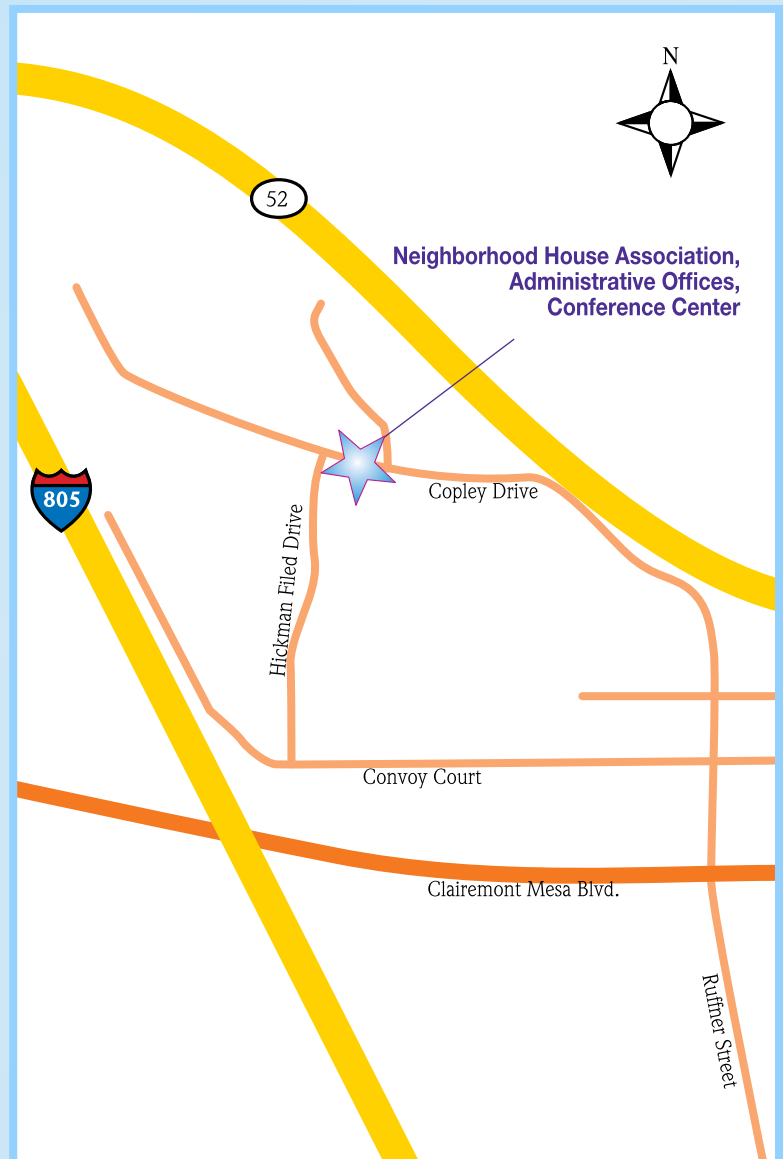 N
52
Neighborhood House Association,
Administrative Offices,
Conference Center
805
Copley Drive
Hickman Filed Drive
Convoy Court
Clairemont Mesa Blvd.
Ruffner Street